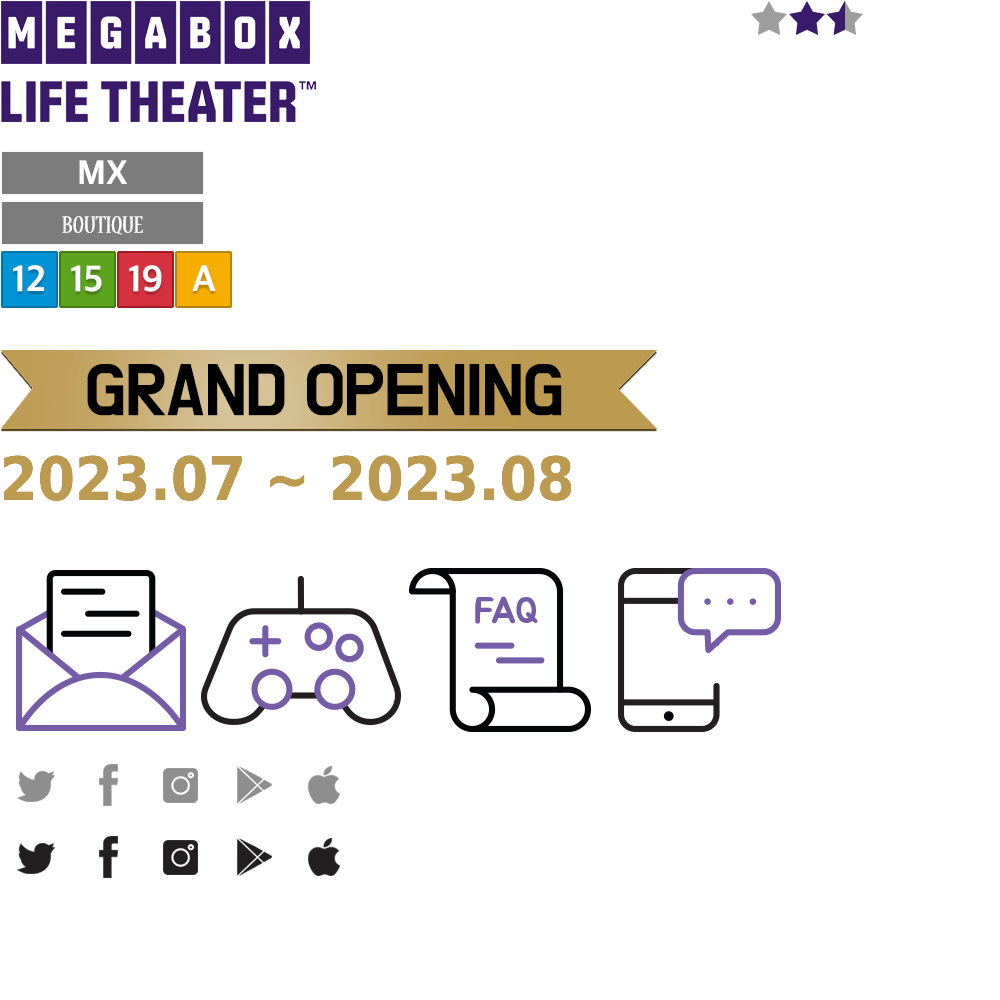 MEGABOX
LIFE THEATER™
MX
BOUTIQUE
12 15 19 A
GRAND OPENING
2023.07 ~ 2023.08
FAQ